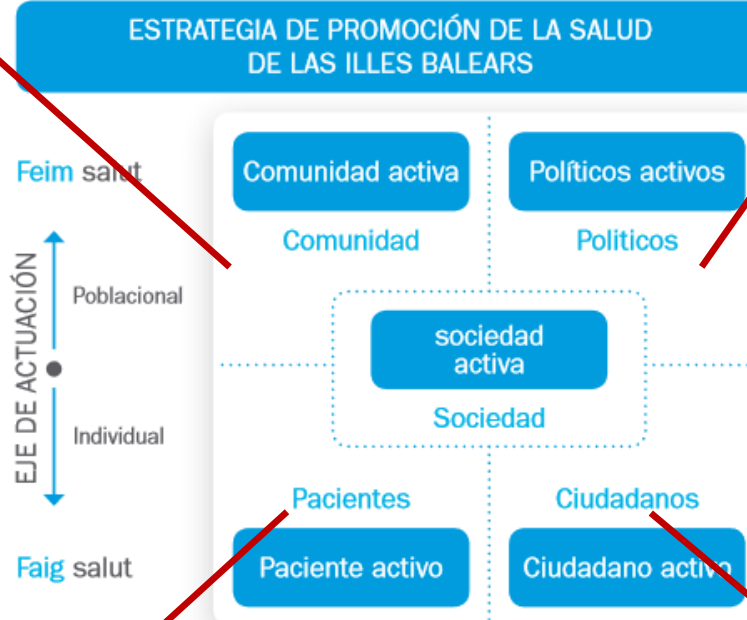 ESTRATEGIA DE PROMOCIÓN DE LA SALUD
DE LAS ILLES BALEARS
Feim salut
Comunidad activa
Políticos activos
Comunidad
Politicos
EJE DE ACTUACIÓN
Poblacional
sociedad
activa
Sociedad
Individual
Pacientes
Ciudadanos
Faig salut
Paciente activo
Ciudadano activo